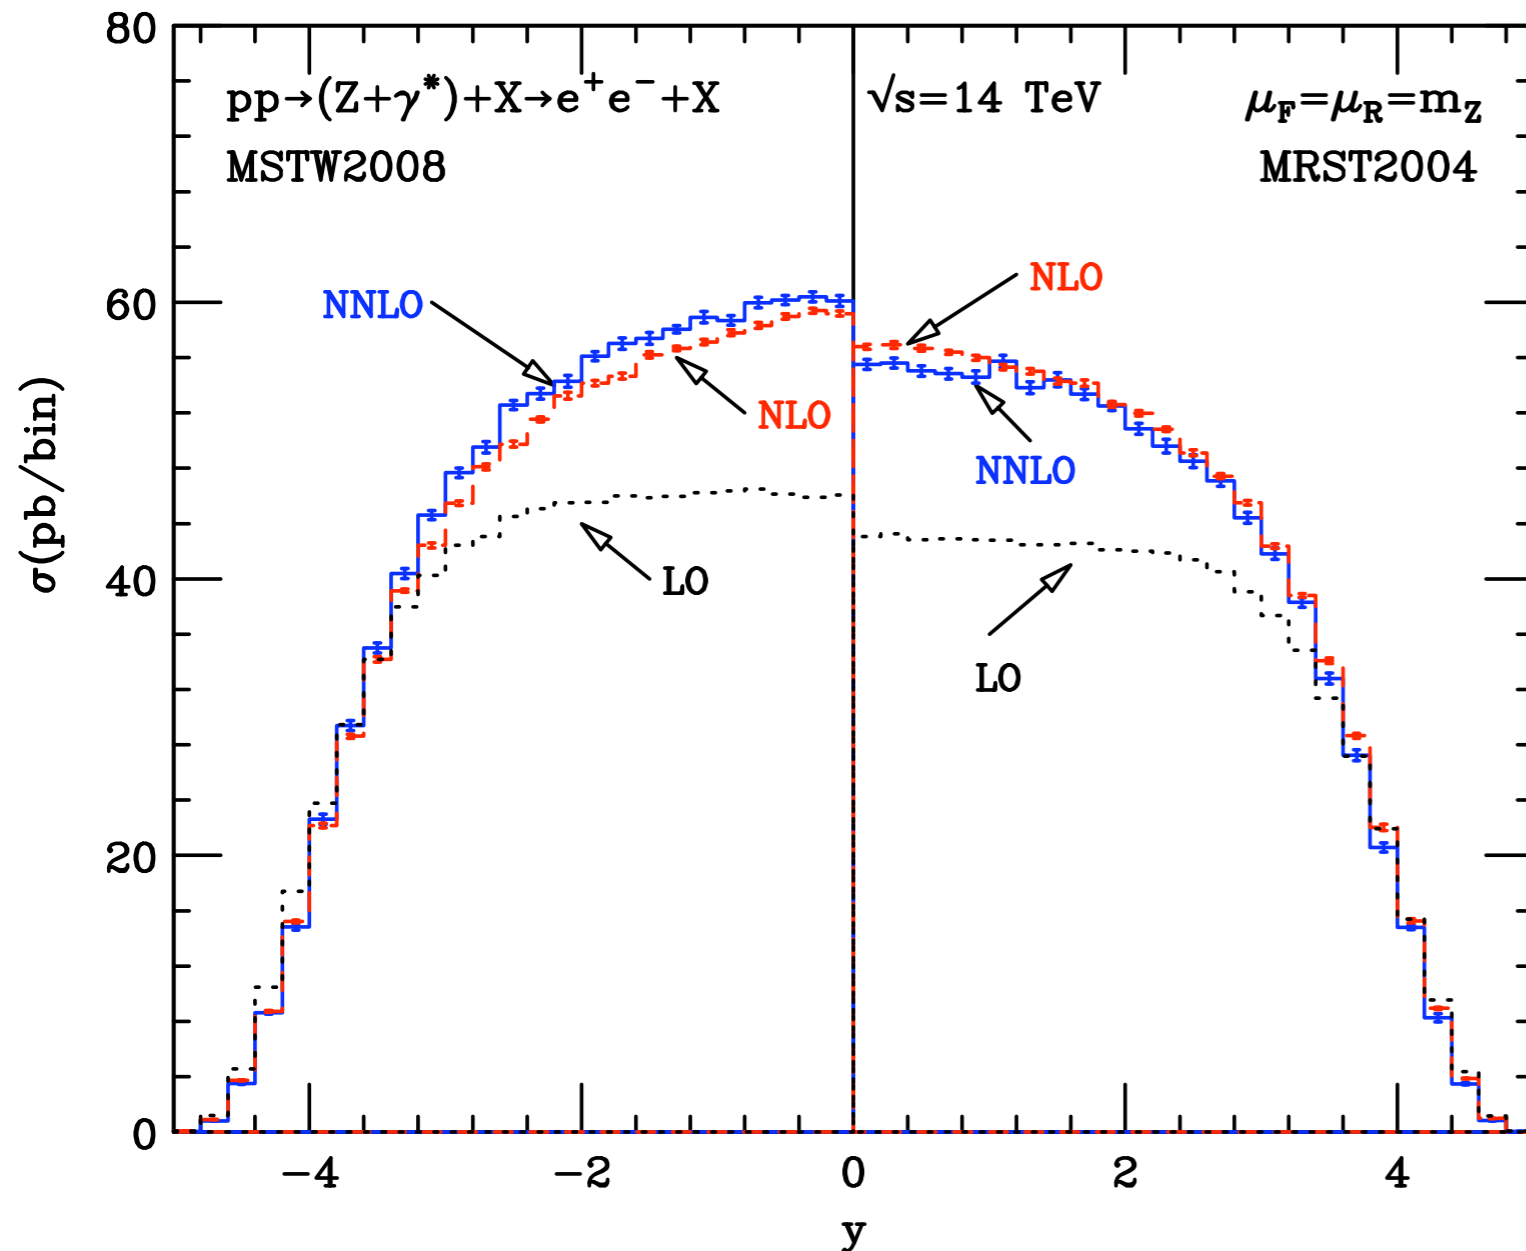 80
pp→(Z+γ*)+X→e⁺e⁻+X √s=14 TeV μF=μR=mZ
MSTW2008 MRST2004
NLO
NNLO
60
NLO
NNLO
σ(pb/bin)
40
LO
LO
20
0
−4 −2 0 2 4
y